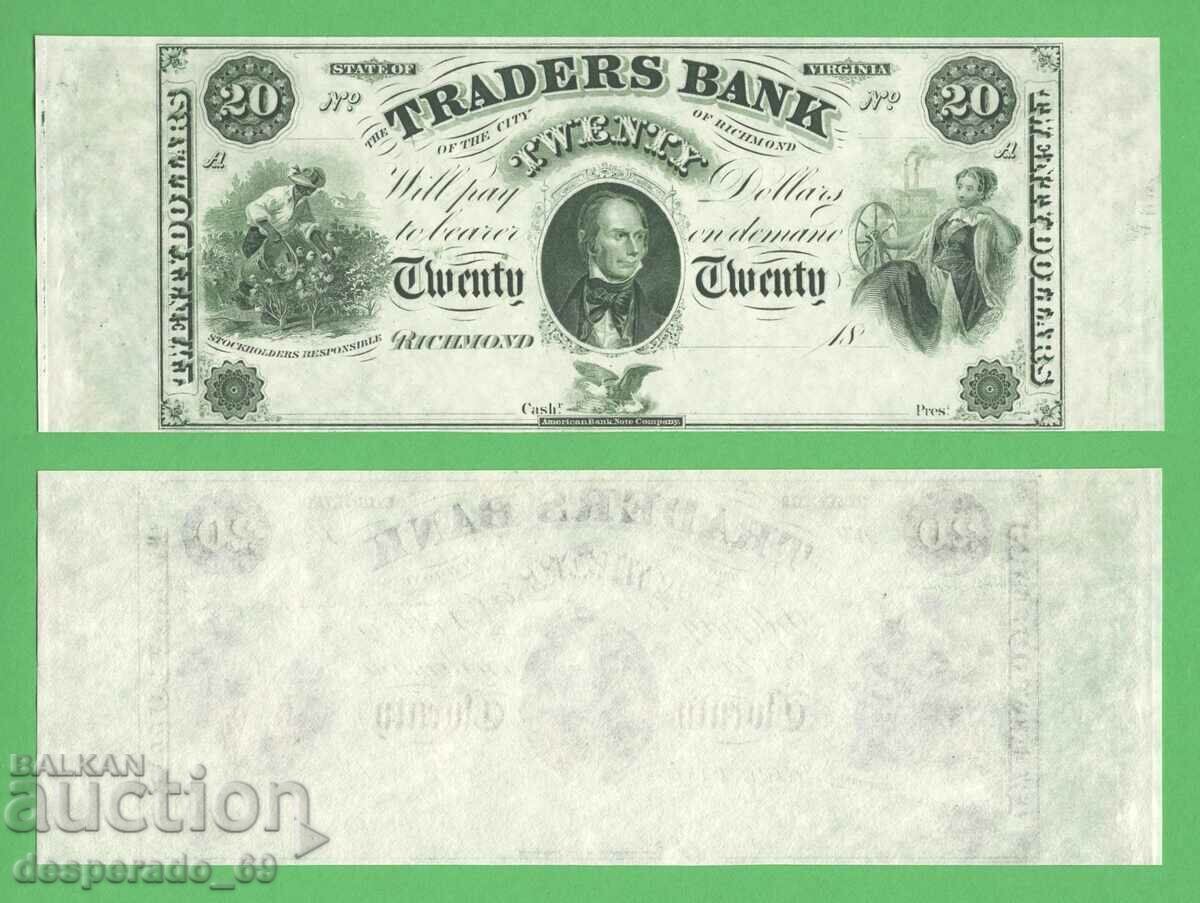 STATE OF
VIRGINIA
20
20
No
No
THE TRADERS BANK
OF THE CITY OF RICHMOND
TWENTY
A
A
Will pay Dollars
to bearer on demand
Twenty Twenty
STOCKHOLDERS RESPONSIBLE
RICHMOND 18
Cashr.
Prest.
American Bank Note Company.
TWENTY DOLLARS
TWENTY DOLLARS
BALKAN
auction
desperado_69